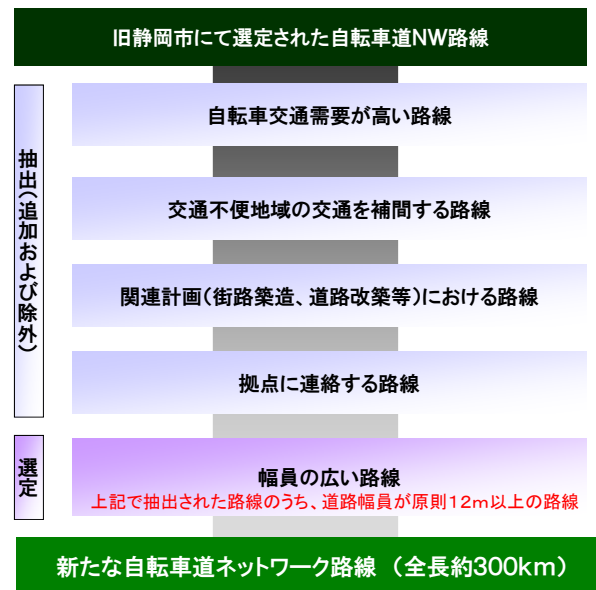 旧静岡市にて選定された自転車道NW路線
抽出(追加および除外)
自転車交通需要が高い路線
交通不便地域の交通を補間する路線
関連計画(街路築造、道路改築等)における路線
拠点に連絡する路線
選定
幅員の広い路線
上記で抽出された路線のうち、道路幅員が原則12m以上の路線
新たな自転車道ネットワーク路線 (全長約300km)